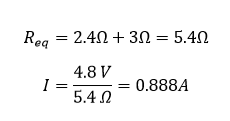 R_eq = 2.4Ω + 3Ω = 5.4Ω
I = 4.8 V / 5.4 Ω = 0.888A